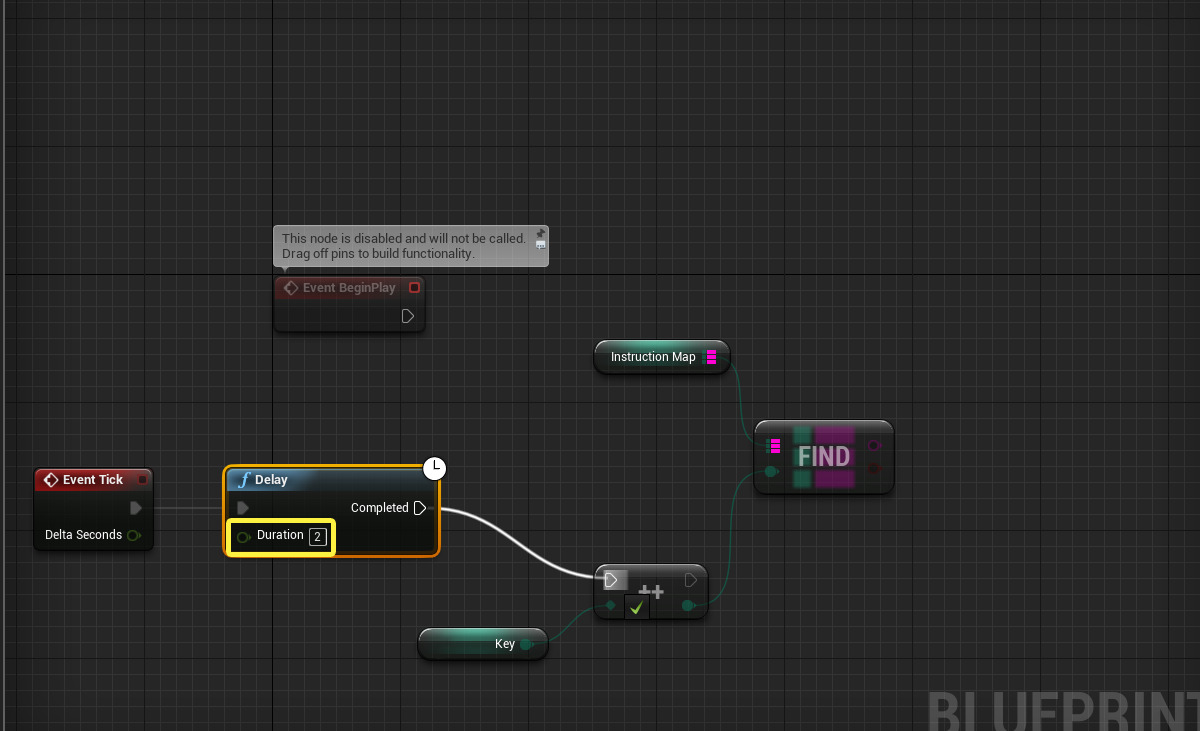 This node is disabled and will not be called.
Drag off pins to build functionality.
Event BeginPlay
Instruction Map
FIND
Event Tick
Delta Seconds
Delay
Completed
Duration 2
++
Key
BLUEPRINT